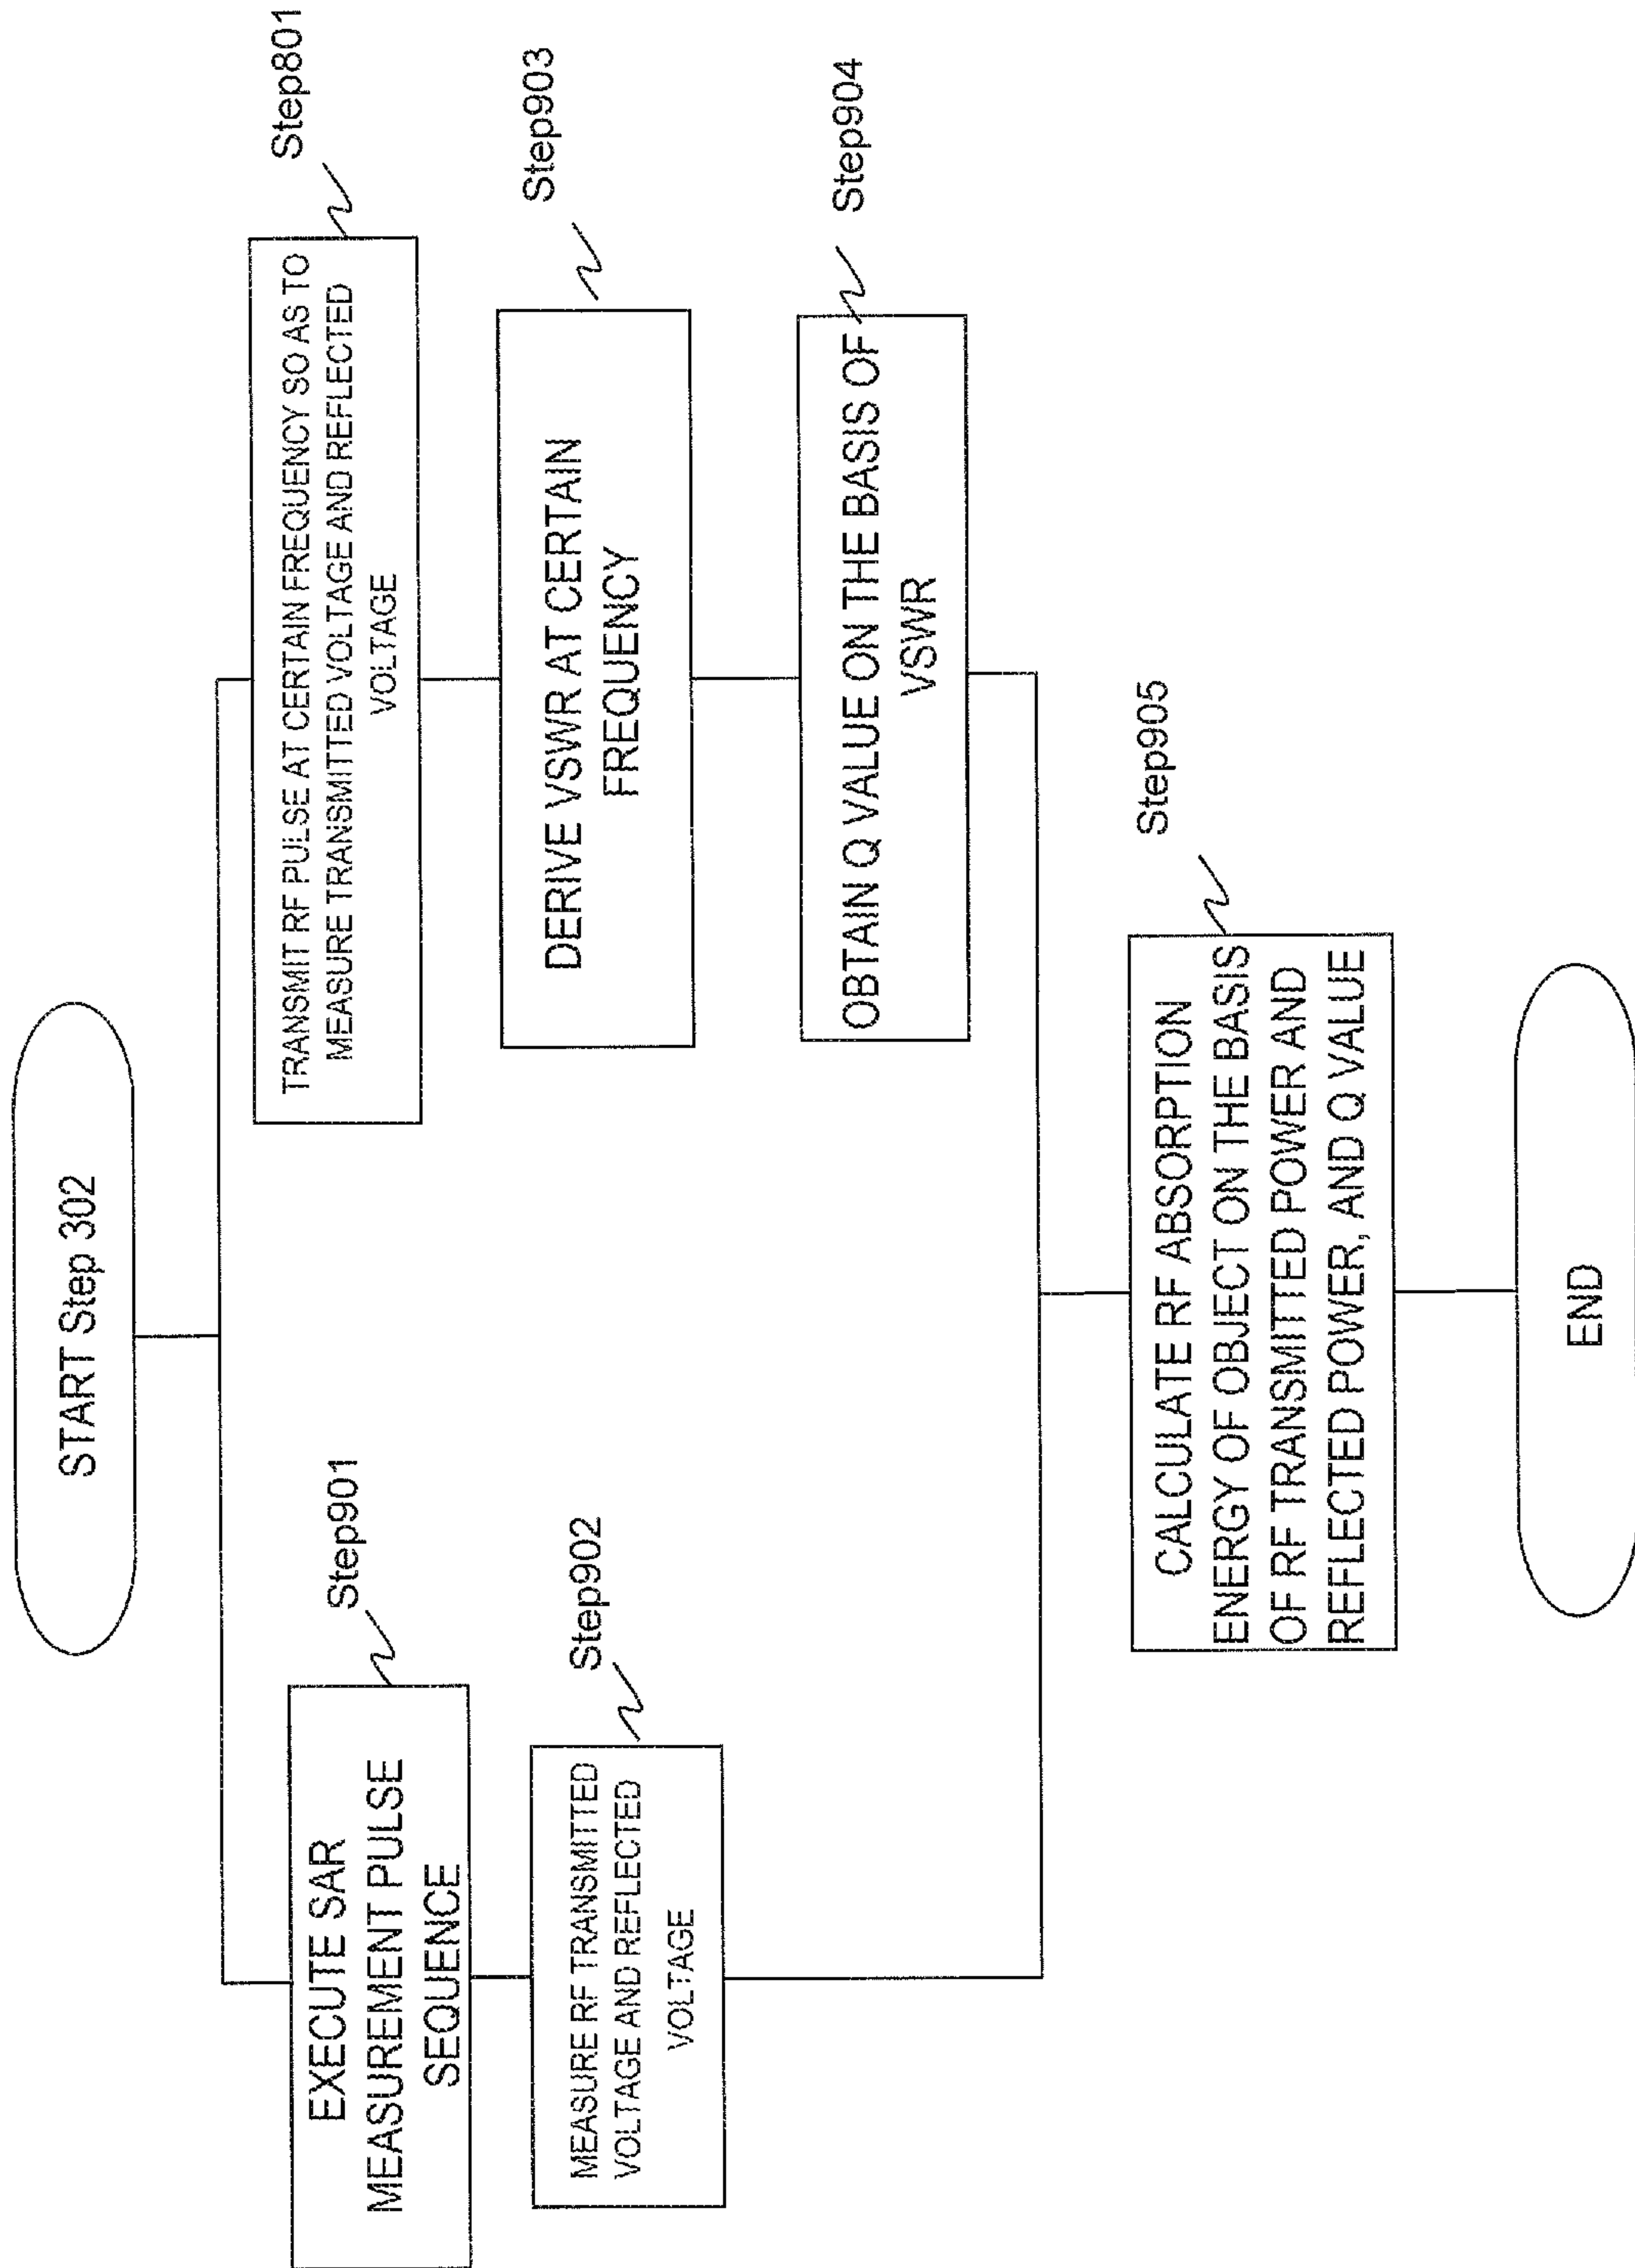 START Step 302
Step901
EXECUTE SAR
MEASUREMENT PULSE
SEQUENCE
Step902
MEASURE RF TRANSMITTED
VOLTAGE AND REFLECTED
VOLTAGE
Step801
TRANSMIT RF PULSE AT CERTAIN FREQUENCY SO AS TO
MEASURE TRANSMITTED VOLTAGE AND REFLECTED
VOLTAGE
Step903
DERIVE VSWR AT CERTAIN
FREQUENCY
Step904
OBTAIN Q VALUE ON THE BASIS OF
VSWR
Step905
CALCULATE RF ABSORPTION
ENERGY OF OBJECT ON THE BASIS
OF RF TRANSMITTED POWER AND
REFLECTED POWER, AND Q VALUE
END